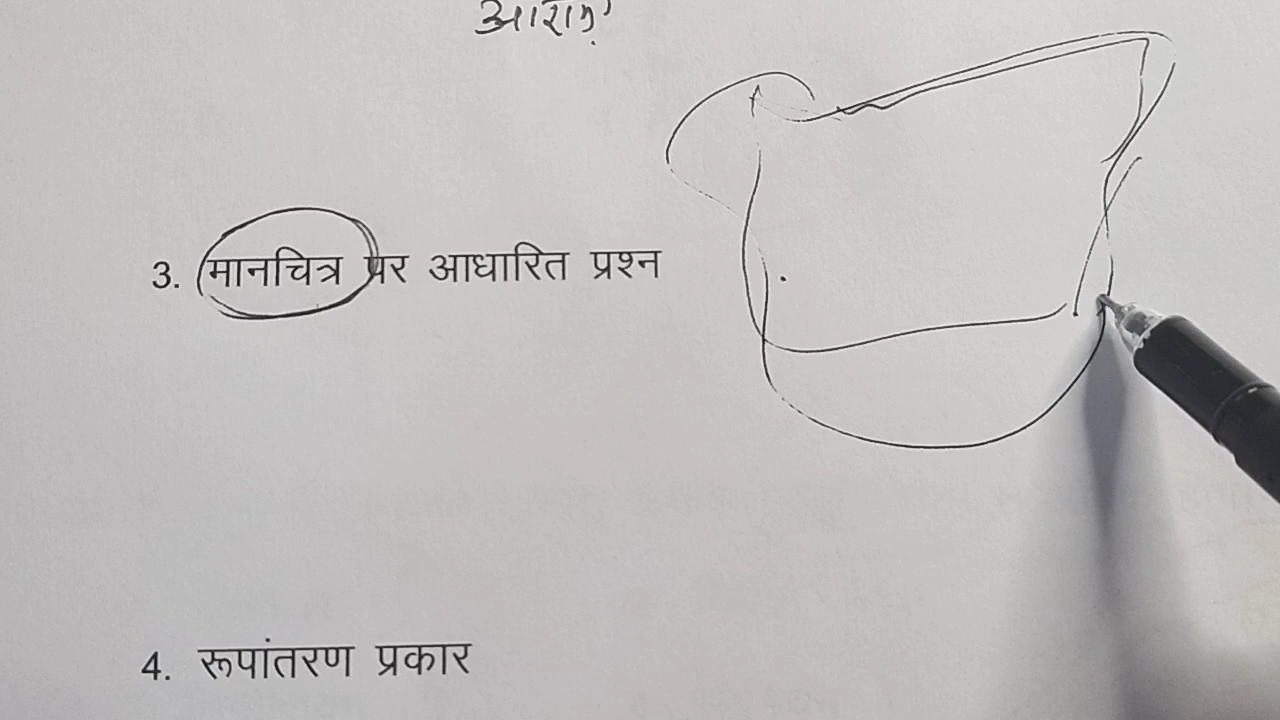 3. मानचित्र पर आधारित प्रश्न
4. रूपांतरण प्रकार